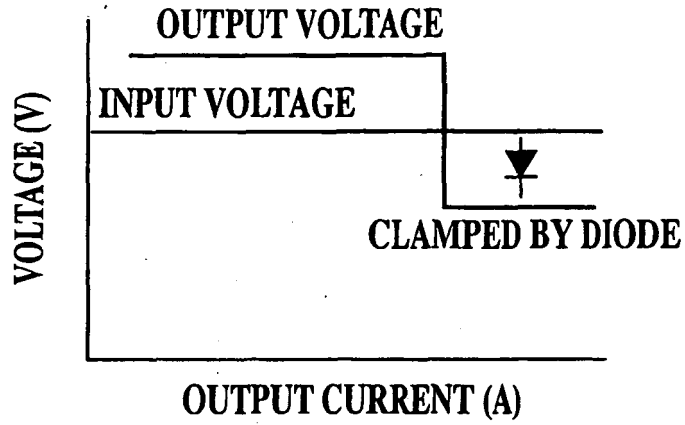 OUTPUT VOLTAGE
INPUT VOLTAGE
VOLTAGE (V)
CLAMPED BY DIODE
OUTPUT CURRENT (A)